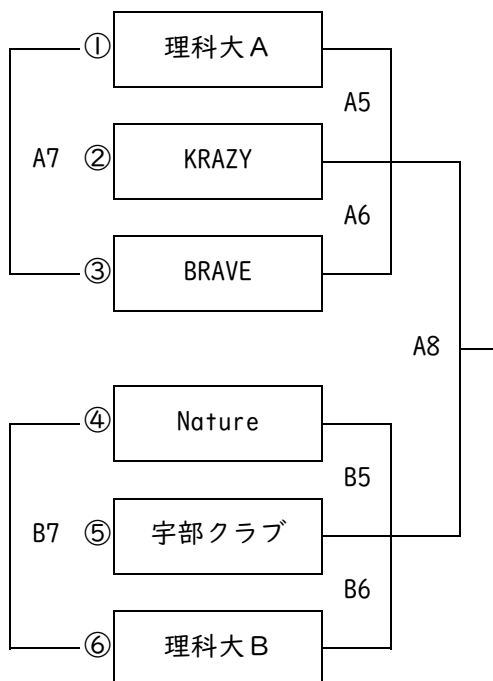 ① 理科大A
A5
A7 ② KRAZY
A6
③ BRAVE
A8
④ Nature
B5
B7 ⑤ 宇部クラブ
B6
⑥ 理科大B